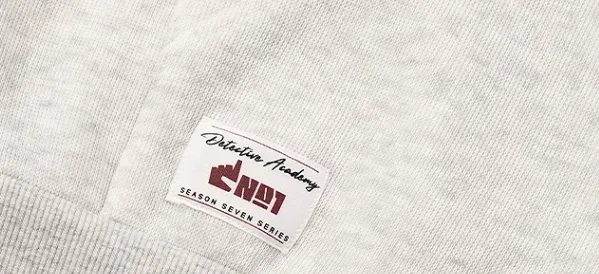 Detective Academy
NO1
SEASON SEVEN SERIES